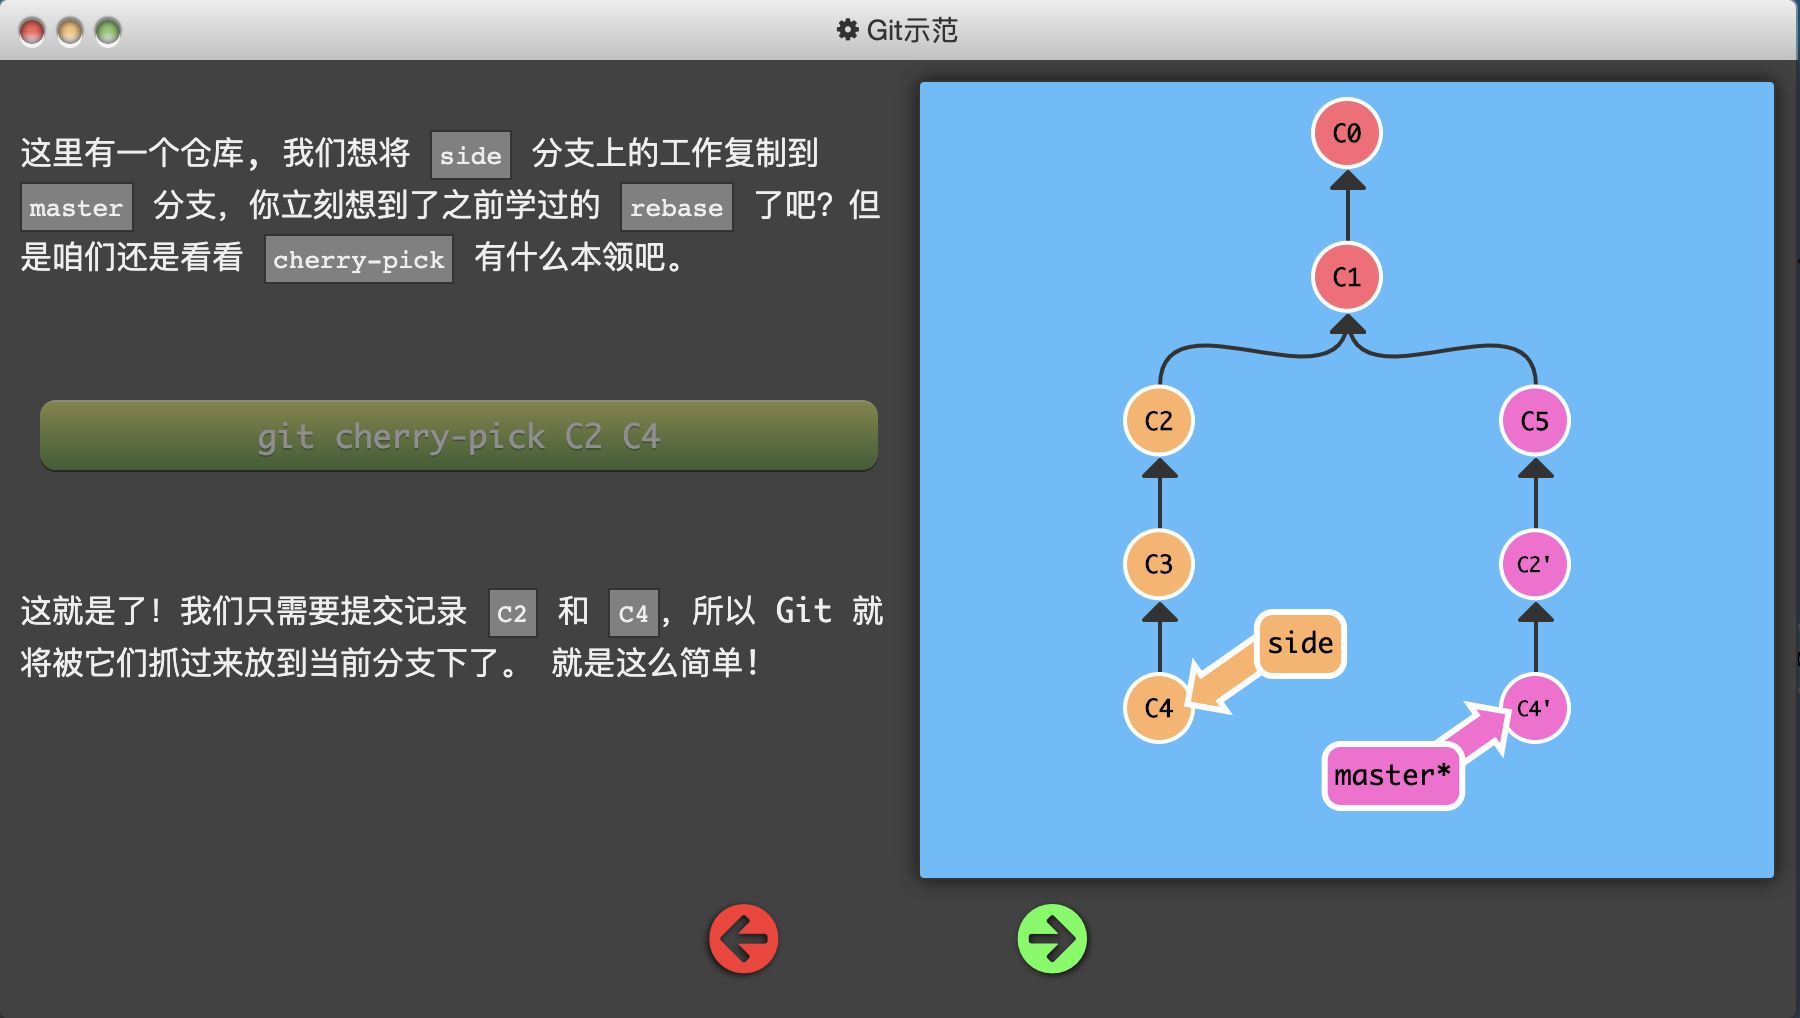 Git示范
这里有一个仓库, 我们想将 side 分支上的工作复制到
master 分支, 你立刻想到了之前学过的 rebase 了吧? 但
是咱们还是看看 cherry-pick 有什么本领吧。
git cherry-pick C2 C4
这就是了! 我们只需要提交记录 C2 和 C4, 所以 Git 就
将被它们抓过来放到当前分支下了。 就是这么简单!
C0
C1
C2
C5
C3
C2'
side
C4
C4'
master*